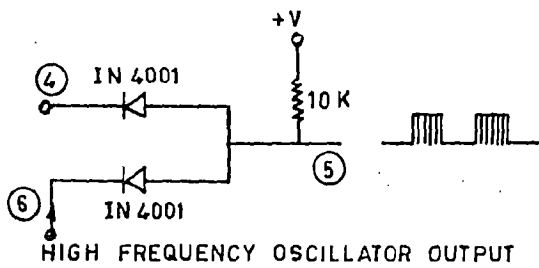 +V
④ IN 4001
10 K
⑤
⑥
IN 4001
HIGH FREQUENCY OSCILLATOR OUTPUT